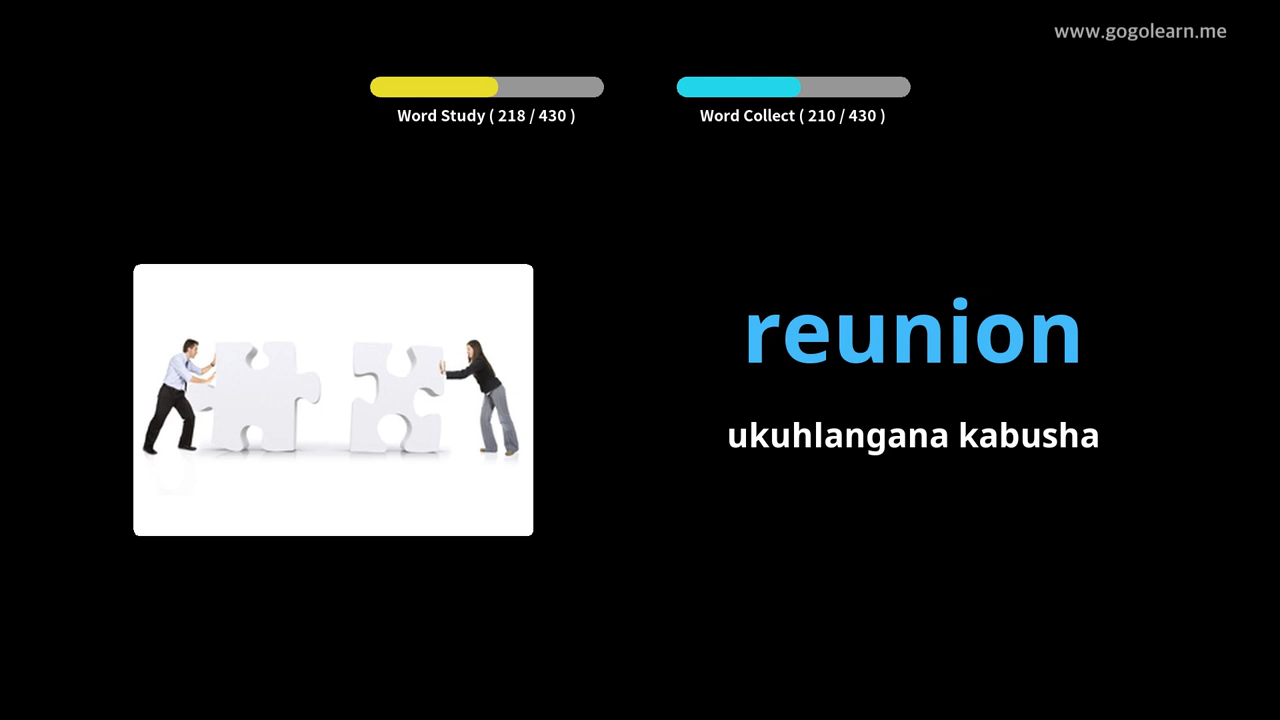 www.gogolearn.me
Word Study ( 218 / 430 )
Word Collect ( 210 / 430 )
reunion
ukuhlangana kabusha